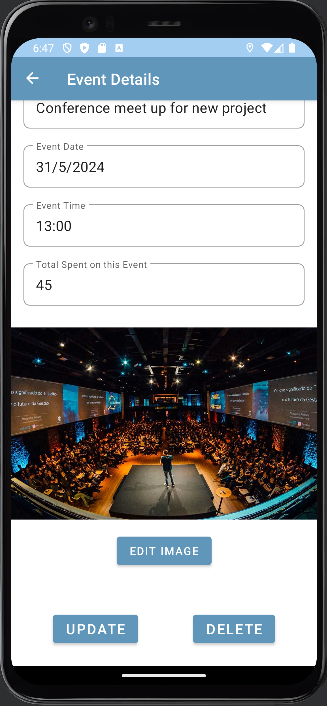 6:47
Event Details
Conference meet up for new project
Event Date
31/5/2024
Event Time
13:00
Total Spent on this Event
45
EDIT IMAGE
UPDATE
DELETE